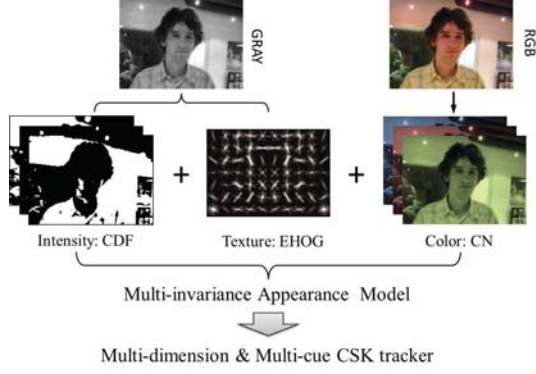 GRAY
RGB
Intensity: CDF
Texture: EHOG
Color: CN
Multi-invariance Appearance Model
Multi-dimension & Multi-cue CSK tracker